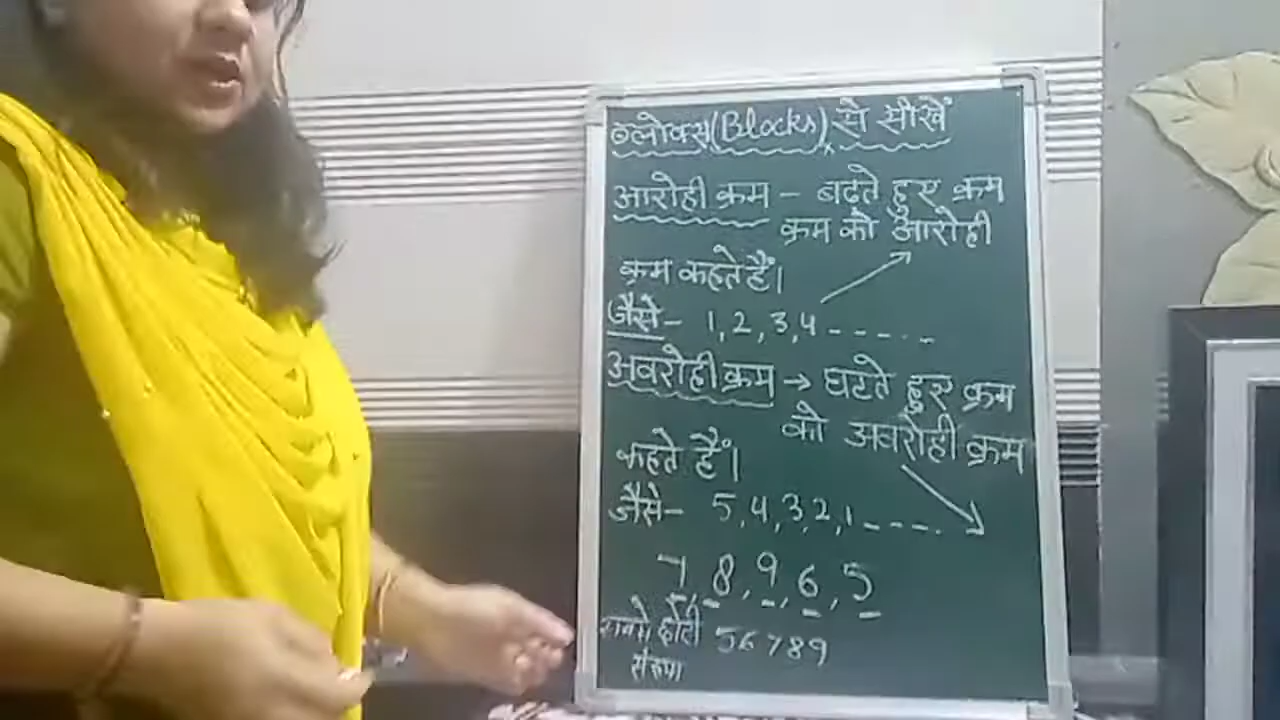 ब्लोक्स(Blocks) से सीखें
आरोही क्रम - बढ़ते हुए क्रम
क्रम को आरोही
क्रम कहते हैं।
जैसे- 1,2,3,4-----
अवरोही क्रम → घटते हुए क्रम
को अवरोही क्रम
कहते हैं।
जैसे- 5,4,3,2,1----
7,8,9,6,5
सबसे छोटी 56789
संख्या